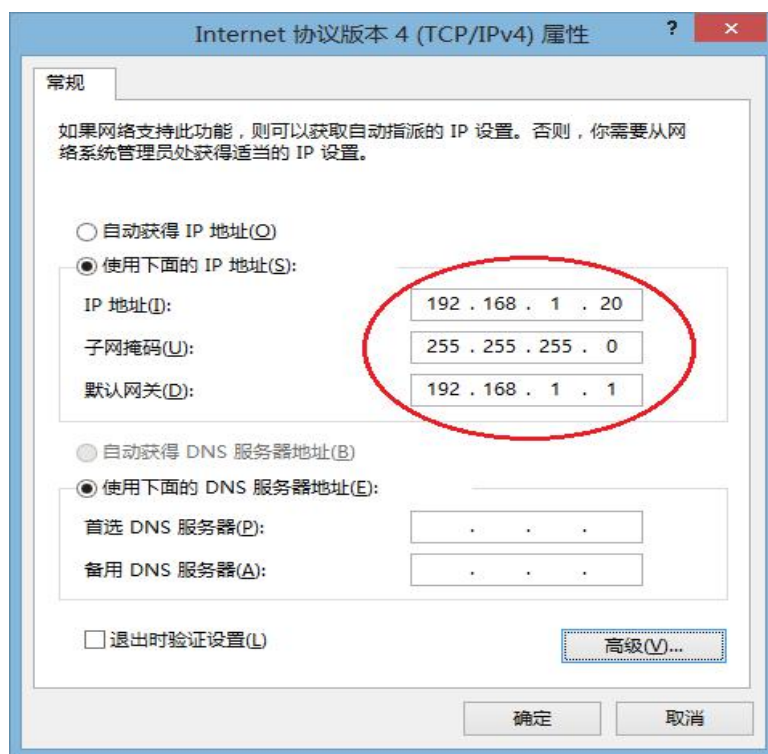 Internet 协议版本 4 (TCP/IPv4) 属性
?
×
常规
如果网络支持此功能，则可以获取自动指派的 IP 设置。否则，你需要从网
络系统管理员处获得适当的 IP 设置。
自动获得 IP 地址(O)
使用下面的 IP 地址(S):
IP 地址(I): 192 . 168 . 1 . 20
子网掩码(U): 255 . 255 . 255 . 0
默认网关(D): 192 . 168 . 1 . 1
自动获得 DNS 服务器地址(B)
使用下面的 DNS 服务器地址(E):
首选 DNS 服务器(P): . . .
备用 DNS 服务器(A): . . .
退出时验证设置(L)
高级(V)...
确定 取消